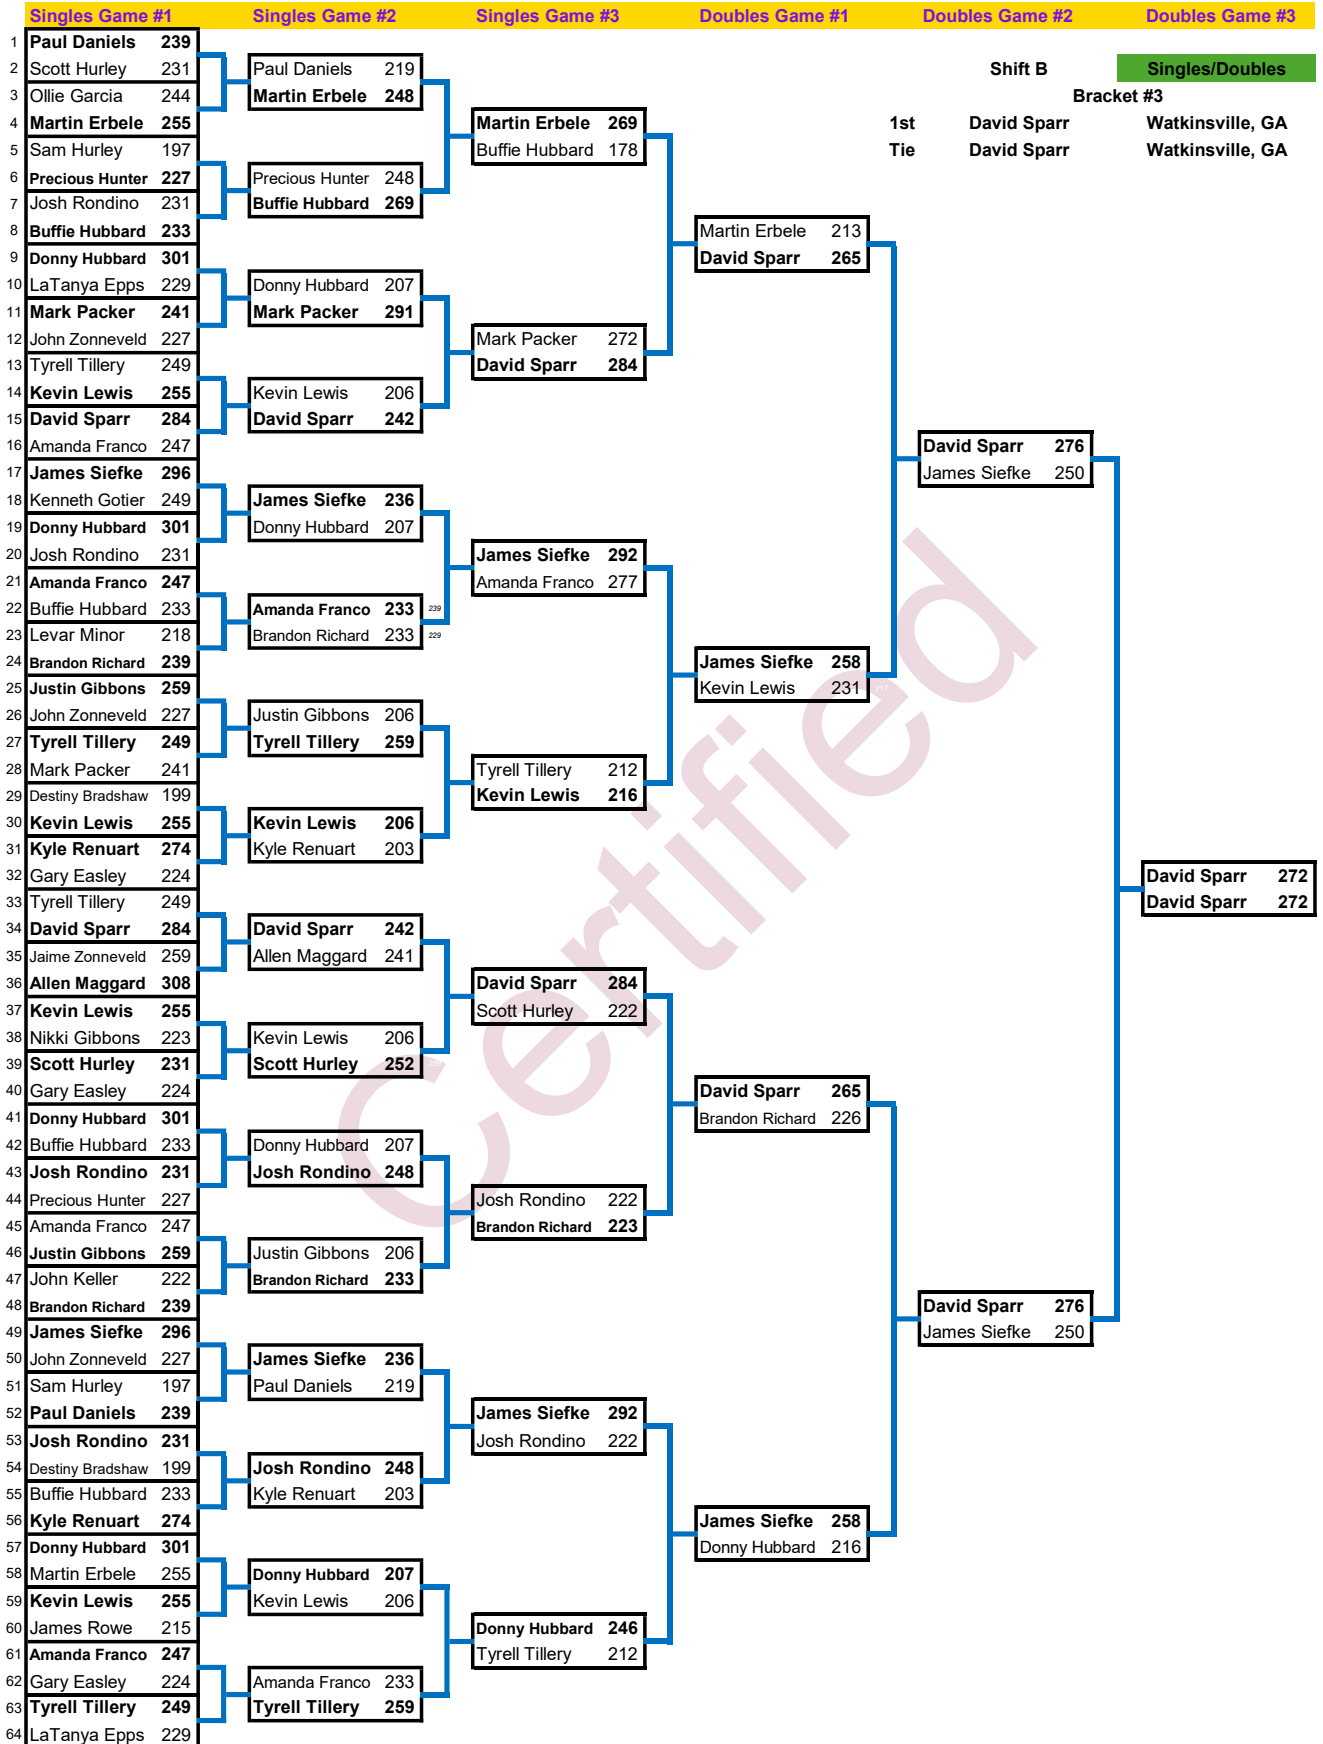 Singles Game #1 Singles Game #2 Singles Game #3 Doubles Game #1 Doubles Game #2 Doubles Game #3
1 Paul Daniels 239
2 Scott Hurley 231 Paul Daniels 219 Shift B Singles/Doubles
3 Ollie Garcia 244 Martin Erbele 248 Bracket #3
4 Martin Erbele 255 Martin Erbele 269 1st David Sparr Watkinsville, GA
5 Sam Hurley 197 Buffie Hubbard 178 Tie David Sparr Watkinsville, GA
6 Precious Hunter 227 Precious Hunter 248
7 Josh Rondino 231 Buffie Hubbard 269
8 Buffie Hubbard 233 Martin Erbele 213
9 Donny Hubbard 301 David Sparr 265
10 LaTanya Epps 229 Donny Hubbard 207
11 Mark Packer 241 Mark Packer 291
12 John Zonneveld 227 Mark Packer 272
13 Tyrell Tillery 249 David Sparr 284
14 Kevin Lewis 255 Kevin Lewis 206
15 David Sparr 284 David Sparr 242
16 Amanda Franco 247 David Sparr 276
17 James Siefke 296 James Siefke 250
18 Kenneth Gotier 249 James Siefke 236
19 Donny Hubbard 301 Donny Hubbard 207
20 Josh Rondino 231 James Siefke 292
21 Amanda Franco 247 Amanda Franco 277
22 Buffie Hubbard 233 Amanda Franco 233 239
23 Levar Minor 218 Brandon Richard 233 229
24 Brandon Richard 239 James Siefke 258
25 Justin Gibbons 259 Kevin Lewis 231
26 John Zonneveld 227 Justin Gibbons 206
27 Tyrell Tillery 249 Tyrell Tillery 259
28 Mark Packer 241 Tyrell Tillery 212
29 Destiny Bradshaw 199 Kevin Lewis 216
30 Kevin Lewis 255 Kevin Lewis 206
31 Kyle Renuart 274 Kyle Renuart 203
32 Gary Easley 224 David Sparr 272
33 Tyrell Tillery 249 David Sparr 272
34 David Sparr 284 David Sparr 242
35 Jaime Zonneveld 259 Allen Maggard 241
36 Allen Maggard 308 David Sparr 284
37 Kevin Lewis 255 Scott Hurley 222
38 Nikki Gibbons 223 Kevin Lewis 206
39 Scott Hurley 231 Scott Hurley 252
40 Gary Easley 224 David Sparr 265
41 Donny Hubbard 301 Brandon Richard 226
42 Buffie Hubbard 233 Donny Hubbard 207
43 Josh Rondino 231 Josh Rondino 248
44 Precious Hunter 227 Josh Rondino 222
45 Amanda Franco 247 Brandon Richard 223
46 Justin Gibbons 259 Justin Gibbons 206
47 John Keller 222 Brandon Richard 233
48 Brandon Richard 239 David Sparr 276
49 James Siefke 296 James Siefke 250
50 John Zonneveld 227 James Siefke 236
51 Sam Hurley 197 Paul Daniels 219
52 Paul Daniels 239 James Siefke 292
53 Josh Rondino 231 Josh Rondino 222
54 Destiny Bradshaw 199 Josh Rondino 248
55 Buffie Hubbard 233 Kyle Renuart 203
56 Kyle Renuart 274 James Siefke 258
57 Donny Hubbard 301 Donny Hubbard 216
58 Martin Erbele 255 Donny Hubbard 207
59 Kevin Lewis 255 Kevin Lewis 206
60 James Rowe 215 Donny Hubbard 246
61 Amanda Franco 247 Tyrell Tillery 212
62 Gary Easley 224 Amanda Franco 233
63 Tyrell Tillery 249 Tyrell Tillery 259
64 LaTanya Epps 229
Certified